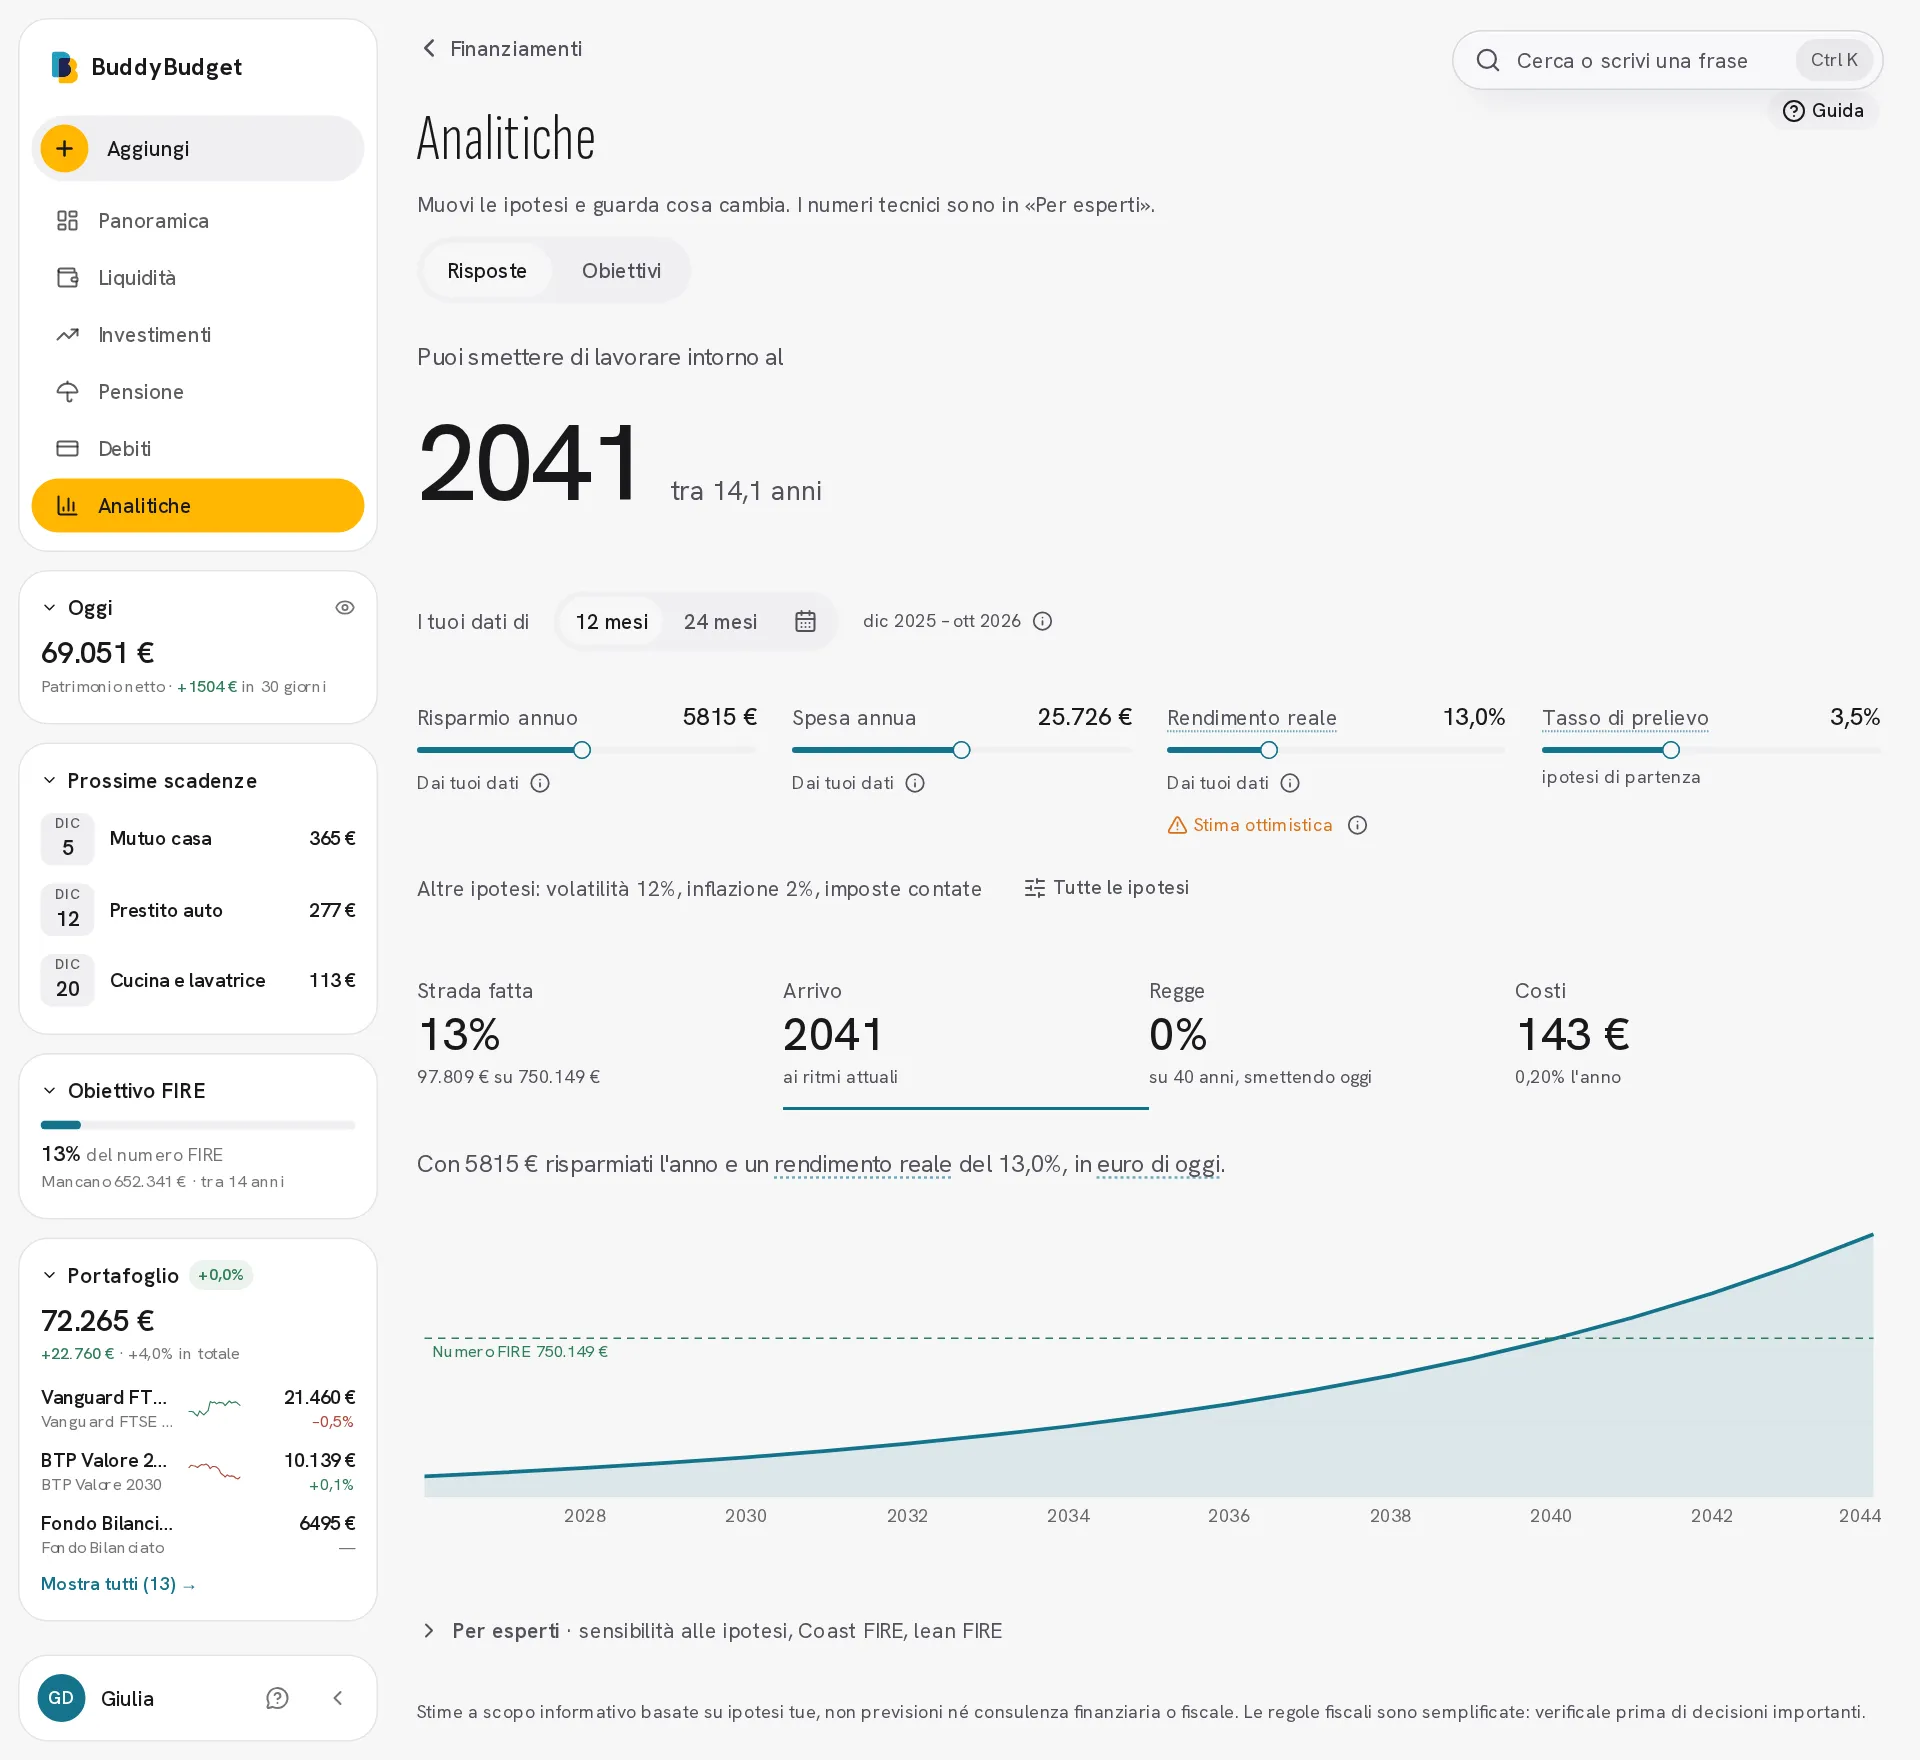 BuddyBudget
Aggiungi
Panoramica
Liquidità
Investimenti
Pensione
Debiti
Analitiche
Oggi
69.051 €
Patrimonio netto · +1504 € in 30 giorni
Prossime scadenze
DIC
5
Mutuo casa
365 €
DIC
12
Prestito auto
277 €
DIC
20
Cucina e lavatrice
113 €
Obiettivo FIRE
13% del numero FIRE
Mancano 652.341 € · tra 14 anni
Portafoglio +0,0%
72.265 €
+22.760 € · +4,0% in totale
Vanguard FT...
21.460 €
Vanguard FTSE ...
-0,5%
BTP Valore 2...
10.139 €
BTP Valore 2030
+0,1%
Fondo Bilanci...
6495 €
Fondo Bilanciato
—
Mostra tutti (13) →
GD
Giulia
Finanziamenti
Cerca o scrivi una frase
Ctrl K
Guida
Analitiche
Muovi le ipotesi e guarda cosa cambia. I numeri tecnici sono in «Per esperti».
Risposte
Obiettivi
Puoi smettere di lavorare intorno al
2041 tra 14,1 anni
I tuoi dati di
12 mesi
24 mesi
dic 2025 – ott 2026
Risparmio annuo
5815 €
Dai tuoi dati
Spesa annua
25.726 €
Dai tuoi dati
Rendimento reale
13,0%
Dai tuoi dati
Stima ottimistica
Tasso di prelievo
3,5%
ipotesi di partenza
Altre ipotesi: volatilità 12%, inflazione 2%, imposte contate
Tutte le ipotesi
Strada fatta
13%
97.809 € su 750.149 €
Arrivo
2041
ai ritmi attuali
Regge
0%
su 40 anni, smettendo oggi
Costi
143 €
0,20% l'anno
Con 5815 € risparmiati l'anno e un rendimento reale del 13,0%, in euro di oggi.
Numero FIRE 750.149 €
2028
2030
2032
2034
2036
2038
2040
2042
2044
Per esperti · sensibilità alle ipotesi, Coast FIRE, lean FIRE
Stime a scopo informativo basate su ipotesi tue, non previsioni né consulenza finanziaria o fiscale. Le regole fiscali sono semplificate: verificale prima di decisioni importanti.